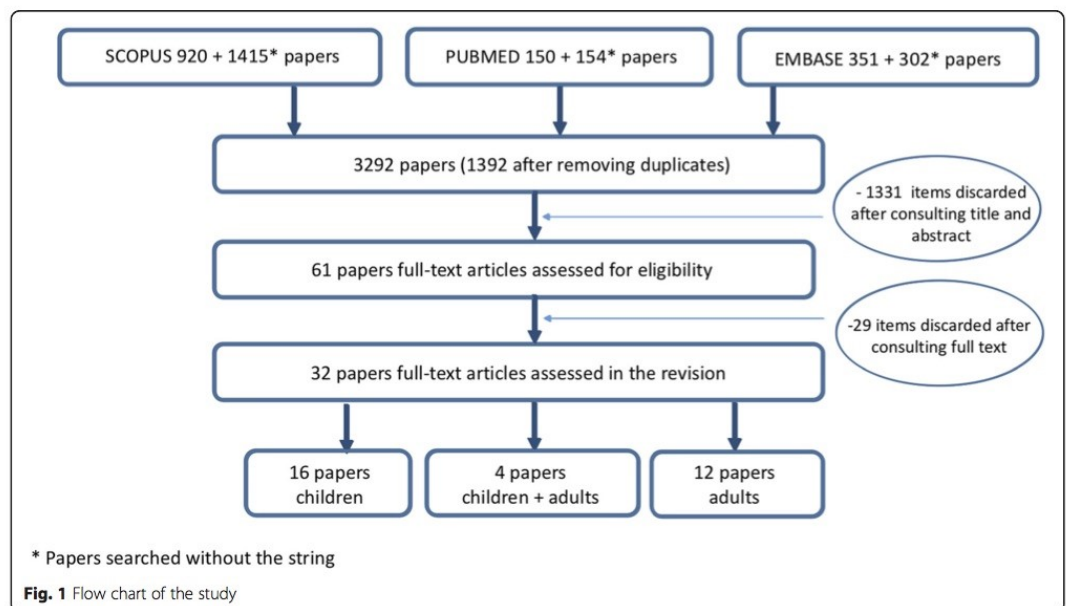 SCOPUS 920 + 1415* papers
PUBMED 150 + 154* papers
EMBASE 351 + 302* papers
3292 papers (1392 after removing duplicates)
- 1331 items discarded
after consulting title and
abstract
61 papers full-text articles assessed for eligibility
-29 items discarded after
consulting full text
32 papers full-text articles assessed in the revision
16 papers
children
4 papers
children + adults
12 papers
adults
* Papers searched without the string
Fig. 1 Flow chart of the study